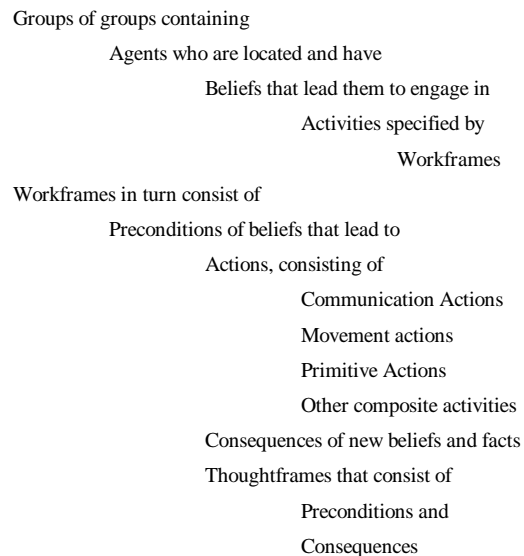 Groups of groups containing
Agents who are located and have
Beliefs that lead them to engage in
Activities specified by
Workframes
Workframes in turn consist of
Preconditions of beliefs that lead to
Actions, consisting of
Communication Actions
Movement actions
Primitive Actions
Other composite activities
Consequences of new beliefs and facts
Thoughtframes that consist of
Preconditions and
Consequences